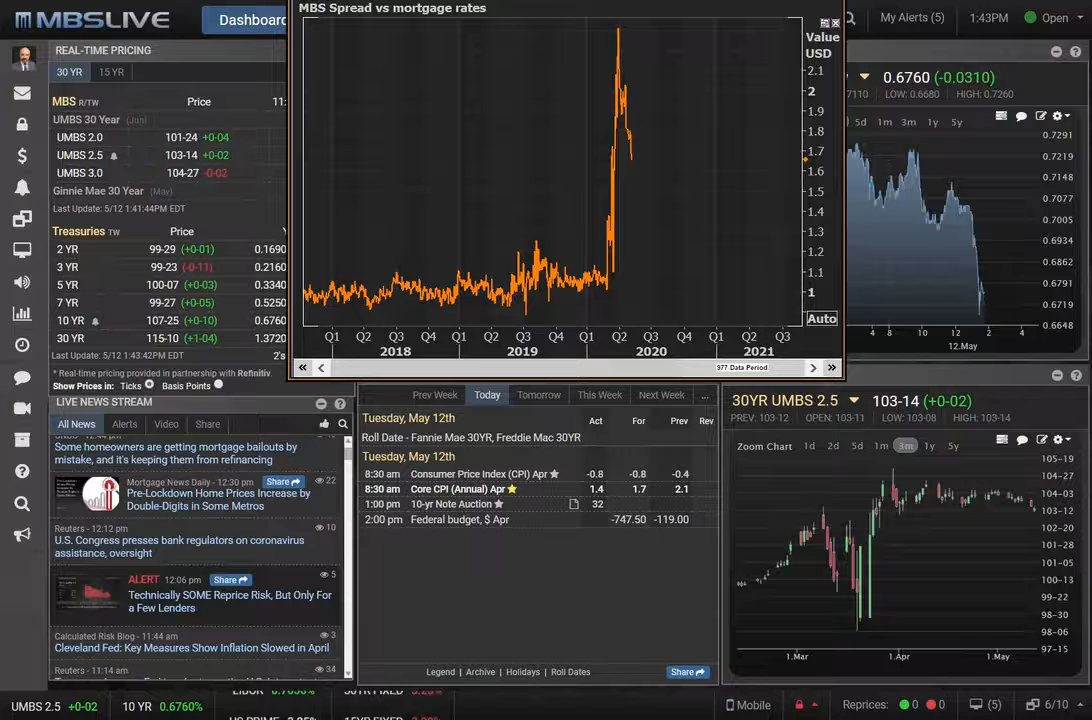 MBSLIVE
Dashboard
MBS Spread vs mortgage rates
My Alerts (5)
1:43PM
Open
REAL-TIME PRICING
30 YR
15 YR
MBS R/TW Price 11:
UMBS 30 Year (Jun)
UMBS 2.0 101-24 +0-04
UMBS 2.5 103-14 +0-02
UMBS 3.0 104-27 -0-02
Ginnie Mae 30 Year (May)
Last Update: 5/12 1:41:44PM EDT
Treasuries TW Price Y
2 YR 99-29 (+0-01) 0.1690
3 YR 99-23 (-0-11) 0.2160
5 YR 100-07 (+0-03) 0.3340
7 YR 99-27 (+0-05) 0.5250
10 YR 107-25 (+0-10) 0.6760
30 YR 115-10 (+1-04) 1.3720
Last Update: 5/12 1:43:42PM EDT 2's
* Real-time pricing provided in partnership with Refinitiv.
Show Prices in: Ticks Basis Points
Value
USD
2.1
2
1.9
1.8
1.7
1.6
1.5
1.4
1.3
1.2
1.1
1
Auto
Q1 Q2 Q3 Q4 Q1 Q2 Q3 Q4 Q1 Q2 Q3 Q4 Q1 Q2 Q3
2018 2019 2020 2021
977 Data Period
0.6760 (-0.0310)
7110 LOW: 0.6680 HIGH: 0.7260
5d 1m 3m 1y 5y
0.7291
0.7219
0.7148
0.7077
0.7005
0.6934
0.6862
0.6791
0.6719
0.6648
4 8 10 12 2 4
12.May
LIVE NEWS STREAM
All News
Alerts
Video
Share
CNBC - 12:44 pm
Some homeowners are getting mortgage bailouts by
mistake, and it's keeping them from refinancing
Mortgage News Daily - 12:30 pm Share 22
Pre-Lockdown Home Prices Increase by
Double-Digits in Some Metros
Reuters - 12:12 pm 10
U.S. Congress presses bank regulators on coronavirus
assistance, oversight
ALERT 12:06 pm Share 5
Technically SOME Reprice Risk, But Only For
a Few Lenders
Calculated Risk Blog - 11:44 am 3
Cleveland Fed: Key Measures Show Inflation Slowed in April
Reuters - 11:14 am 34
Prev Week
Today
Tomorrow
This Week
Next Week
...
Tuesday, May 12th Act For Prev Rev
Roll Date - Fannie Mae 30YR, Freddie Mac 30YR
Tuesday, May 12th
8:30 am Consumer Price Index (CPI) Apr -0.8 -0.8 -0.4
8:30 am Core CPI (Annual) Apr 1.4 1.7 2.1
1:00 pm 10-yr Note Auction 32
2:00 pm Federal budget, $ Apr -747.50 -119.00
Legend | Archive | Holidays | Roll Dates
Share
30YR UMBS 2.5 103-14 (+0-02)
PREV: 103-12 OPEN: 103-11 LOW: 103-08 HIGH: 103-14
Zoom Chart 1d 2d 5d 1m 3m 1y 5y
105-19
104-26
104-03
103-12
102-21
101-28
101-05
100-13
99-22
98-30
98-06
97-15
1.Mar 1.Apr 1.May
UMBS 2.5 +0-02
10 YR 0.6760%
Mobile
Reprices: 0 0
(5)
6/10